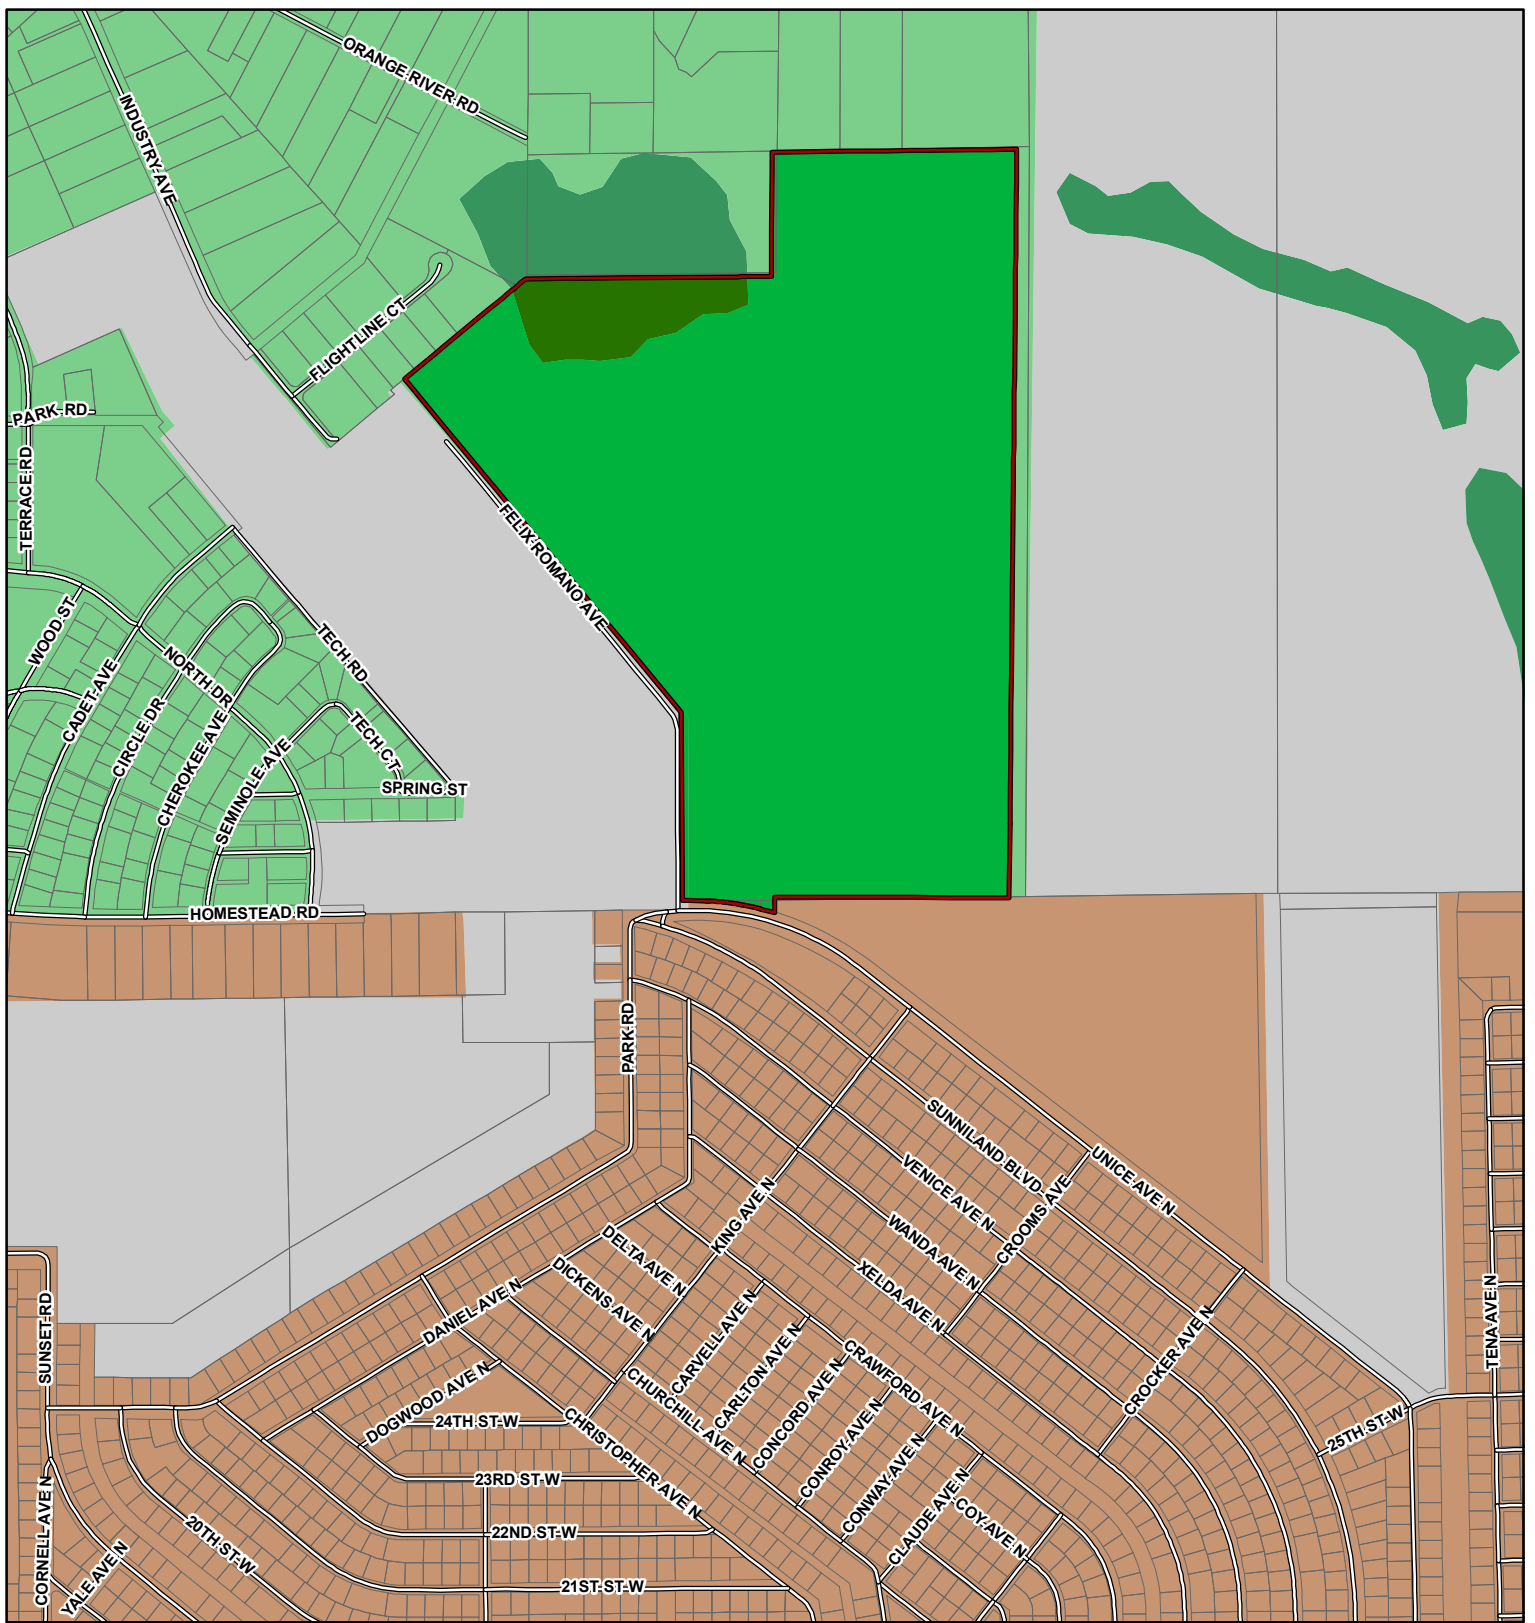 ORANGE RIVER RD
INDUSTRY AVE
FLIGHTLINE CT
PARK RD
TERRACE RD
FELIX ROMANO AVE
WOOD ST
CADET AVE
NORTH DR
TECH RD
CIRCLE DR
CHEROKEE AVE
SEMINOLE AVE
TECH CT
SPRING ST
HOMESTEAD RD
PARK RD
SUNNILAND BLVD
UNICE AVE N
VENICE AVE N
KING AVE N
CROOMS AVE
WANDA AVE N
DELTA AVE N
DICKENS AVE N
XELDA AVE N
DANIEL AVE N
SUNSET RD
TENA AVE N
CARVELL AVE N
CARLTON AVE N
CROCKER AVE N
CRAWFORD AVE N
CONCORD AVE N
DOGWOOD AVE N
CHURCHILL AVE N
24TH ST W
CHRISTOPHER AVE N
25TH ST W
CONROY AVE N
23RD ST W
CONWAY AVE N
CLAUDE AVE N
COY AVE N
CORNELL AVE N
20TH ST W
22ND ST W
YALE AVE N
21ST ST W